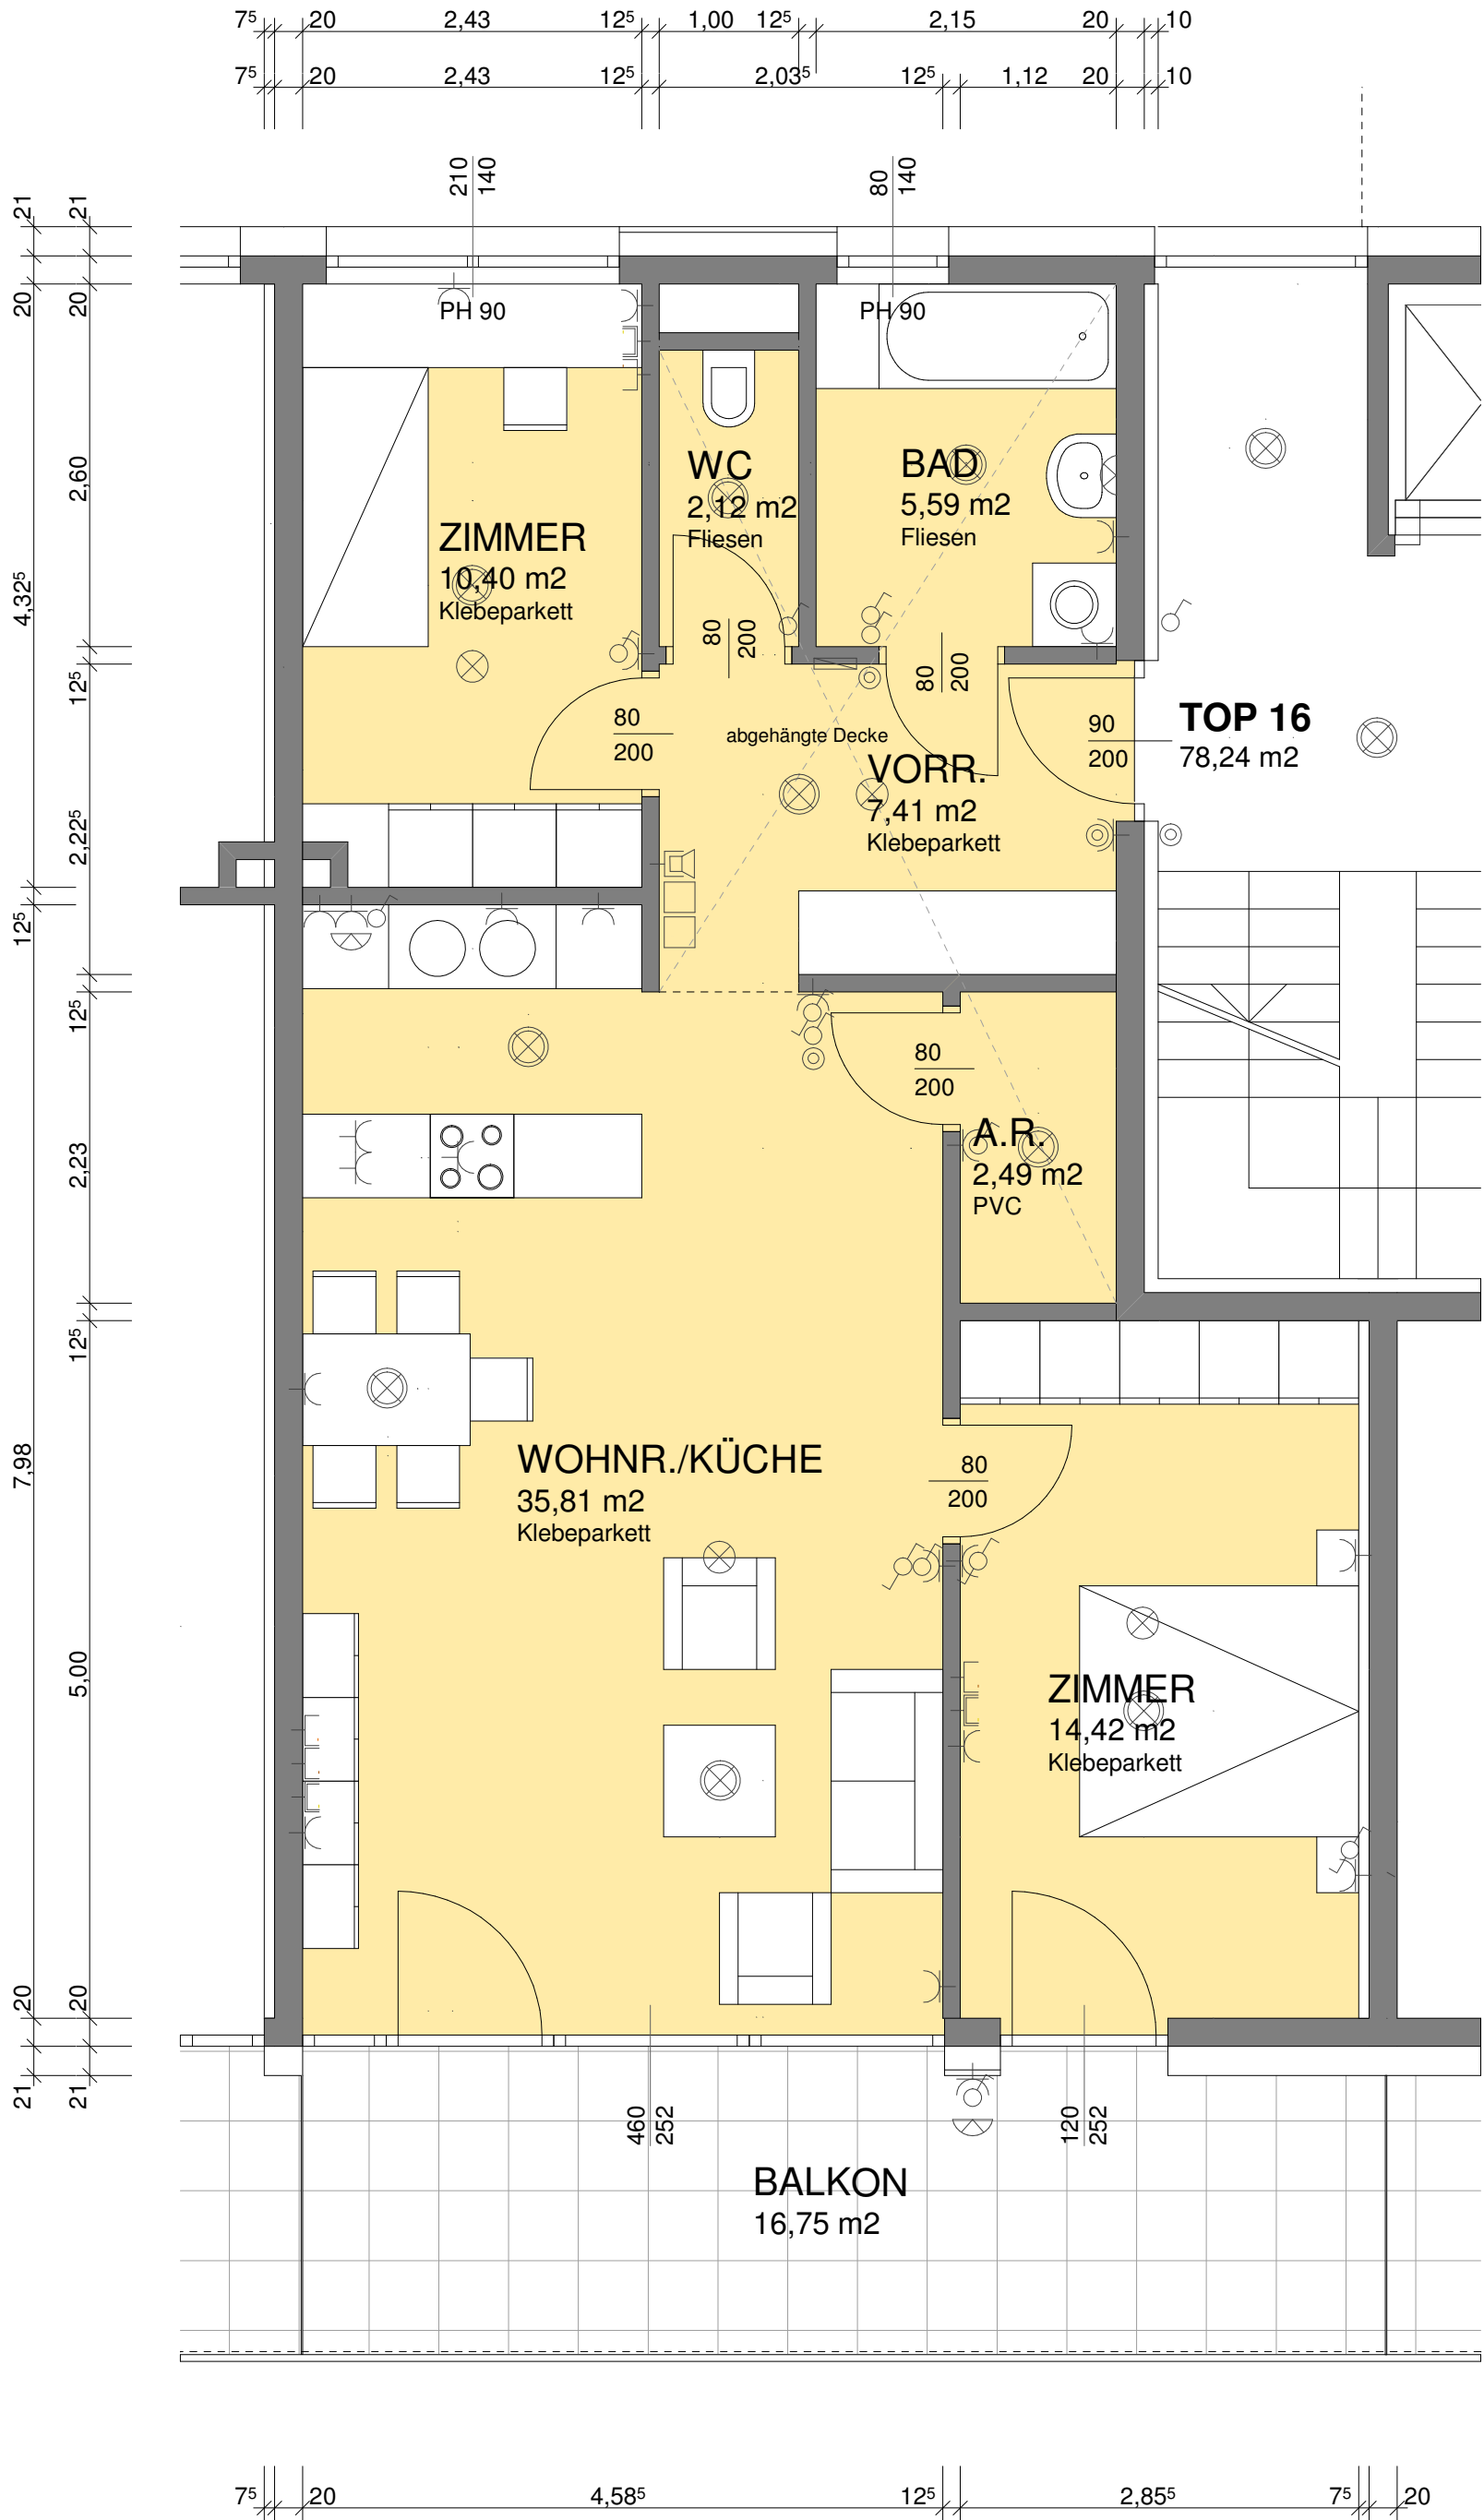 7⁵ 20 2,43 12⁵ 1,00 12⁵ 2,15 20 10
7⁵ 20 2,43 12⁵ 2,03⁵ 12⁵ 1,12 20 10
210
140
80
140
21
21
20
20
PH 90
PH 90
2,60
4,32⁵
12⁵
2,22⁵
12⁵
12⁵
2,23
12⁵
7,98
5,00
20
20
21
21
ZIMMER
10,40 m2
Klebeparkett
WC
2,12 m2
Fliesen
BAD
5,59 m2
Fliesen
80
200
80
200
80
200
90
200
TOP 16
78,24 m2
abgehängte Decke
VORR.
7,41 m2
Klebeparkett
80
200
A.R.
2,49 m2
PVC
WOHNR./KÜCHE
35,81 m2
Klebeparkett
80
200
ZIMMER
14,42 m2
Klebeparkett
460
252
120
252
BALKON
16,75 m2
7⁵ 20 4,58⁵ 12⁵ 2,85⁵ 7⁵ 20